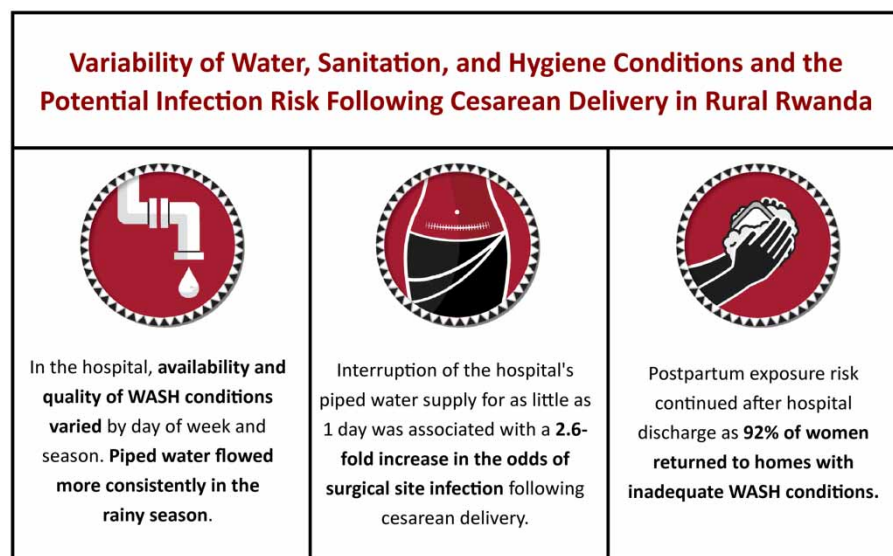 Variability of Water, Sanitation, and Hygiene Conditions and the
Potential Infection Risk Following Cesarean Delivery in Rural Rwanda
In the hospital, availability and
quality of WASH conditions
varied by day of week and
season. Piped water flowed
more consistently in the
rainy season.
Interruption of the hospital's
piped water supply for as little as
1 day was associated with a 2.6-
fold increase in the odds of
surgical site infection following
cesarean delivery.
Postpartum exposure risk
continued after hospital
discharge as 92% of women
returned to homes with
inadequate WASH conditions.